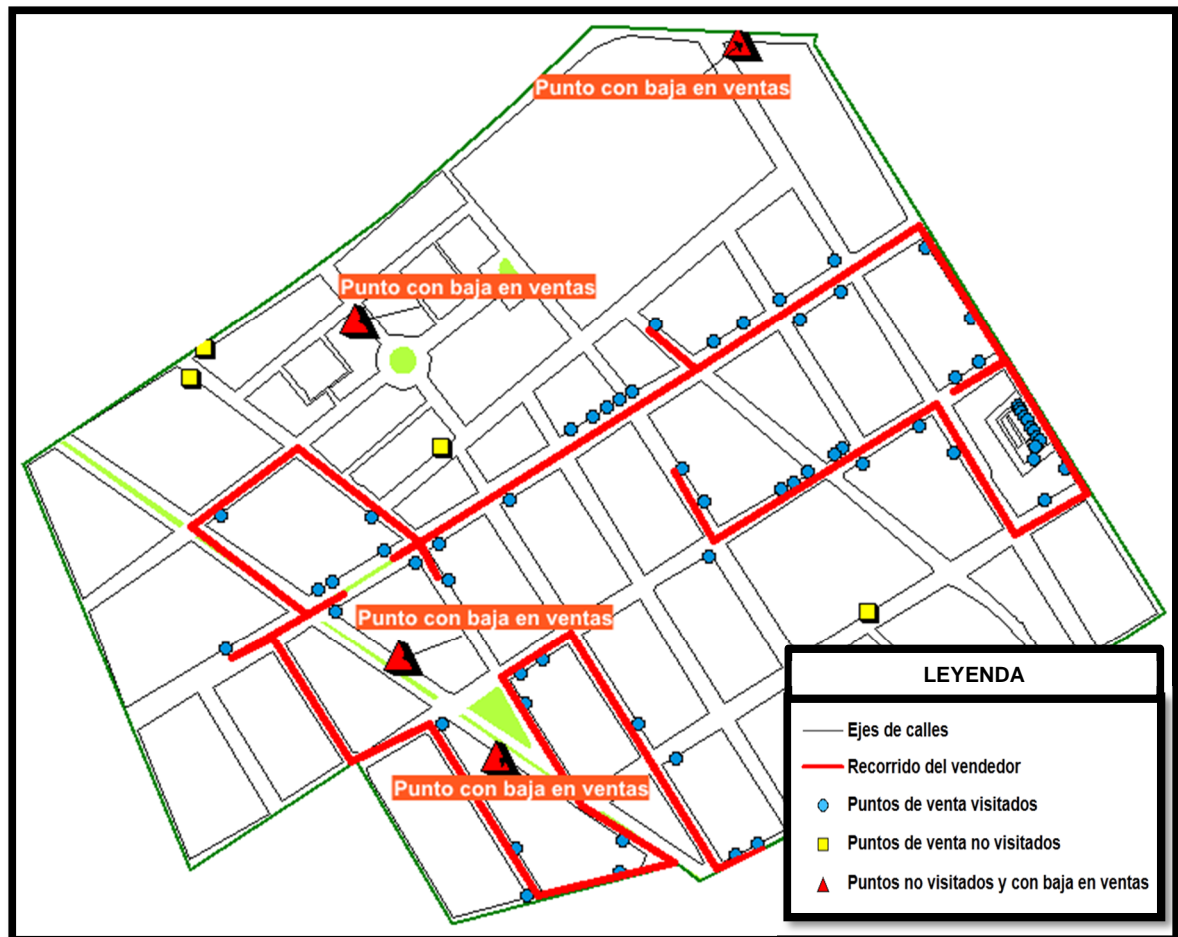 Punto con baja en ventas
Punto con baja en ventas
Punto con baja en ventas
Punto con baja en ventas
LEYENDA
Ejes de calles
Recorrido del vendedor
Puntos de venta visitados
Puntos de venta no visitados
Puntos no visitados y con baja en ventas